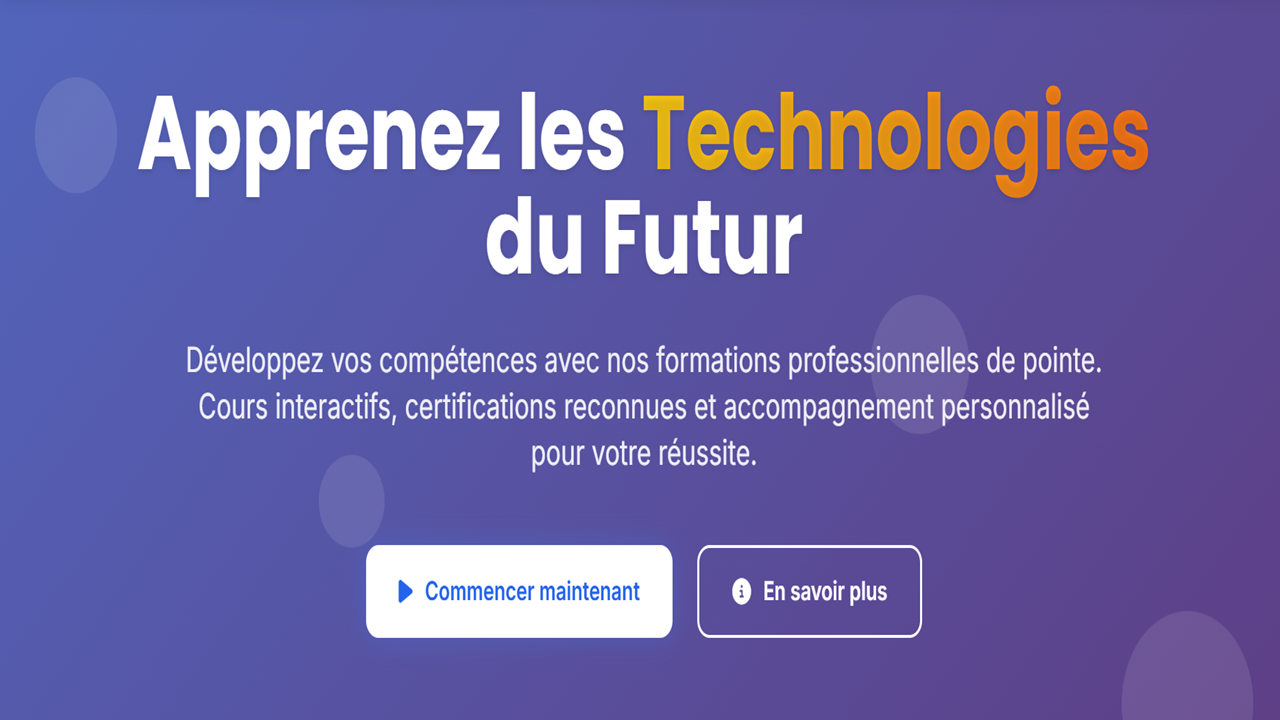 Apprenez les Technologies
du Futur
Développez vos compétences avec nos formations professionnelles de pointe.
Cours interactifs, certifications reconnues et accompagnement personnalisé
pour votre réussite.
Commencer maintenant
En savoir plus